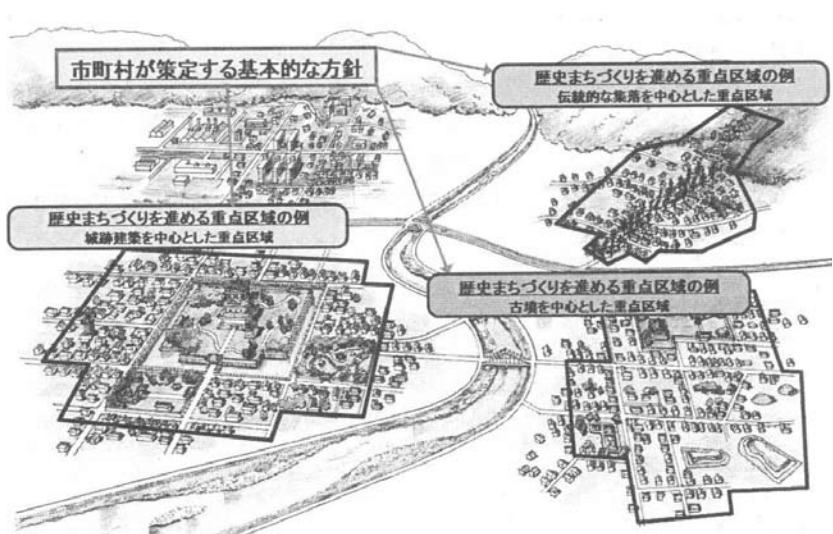 市町村が策定する基本的な方針
歴史まちづくりを進める重点区域の例
伝統的な集落を中心とした重点区域
歴史まちづくりを進める重点区域の例
城跡建築を中心とした重点区域
歴史まちづくりを進める重点区域の例
古墳を中心とした重点区域